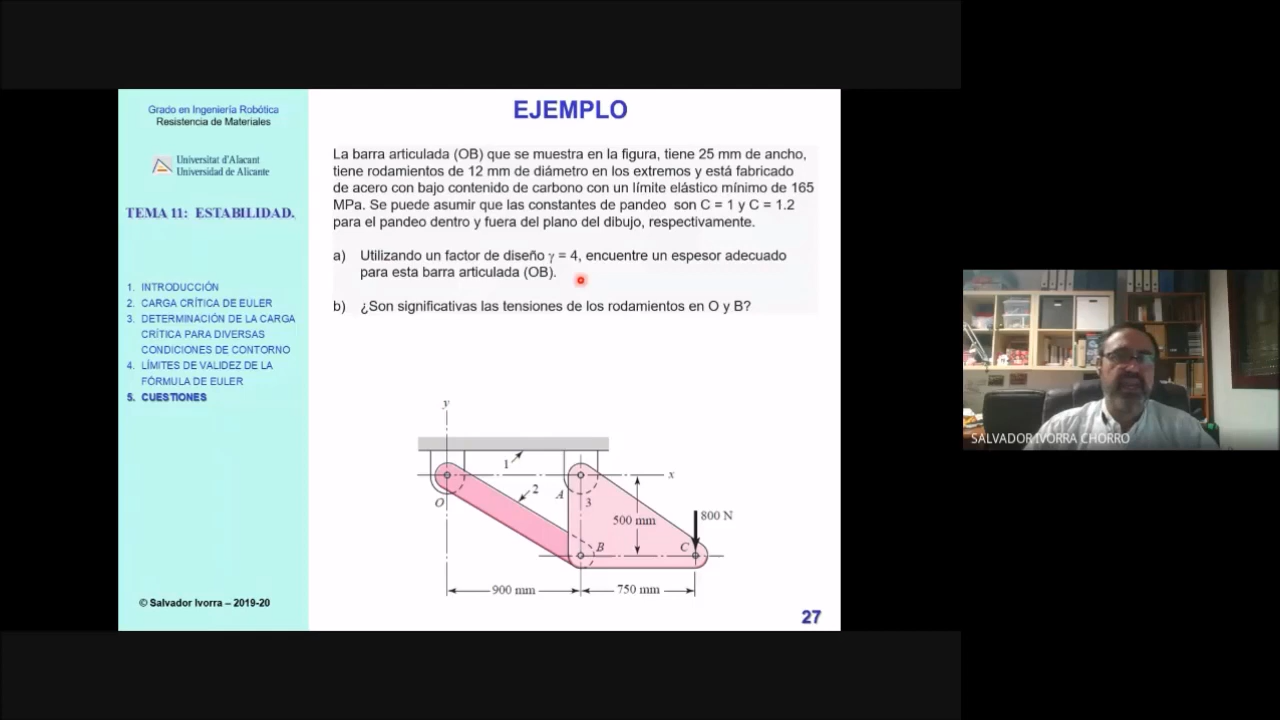 Grado en Ingeniería Robótica
Resistencia de Materiales
Universitat d'Alacant
Universidad de Alicante
TEMA 11: ESTABILIDAD.
1. INTRODUCCIÓN
2. CARGA CRÍTICA DE EULER
3. DETERMINACIÓN DE LA CARGA
CRÍTICA PARA DIVERSAS
CONDICIONES DE CONTORNO
4. LÍMITES DE VALIDEZ DE LA
FÓRMULA DE EULER
5. CUESTIONES
© Salvador Ivorra – 2019-20
EJEMPLO
La barra articulada (OB) que se muestra en la figura, tiene 25 mm de ancho,
tiene rodamientos de 12 mm de diámetro en los extremos y está fabricado
de acero con bajo contenido de carbono con un límite elástico mínimo de 165
MPa. Se puede asumir que las constantes de pandeo son C = 1 y C = 1.2
para el pandeo dentro y fuera del plano del dibujo, respectivamente.
a) Utilizando un factor de diseño γ = 4, encuentre un espesor adecuado
para esta barra articulada (OB).
b) ¿Son significativas las tensiones de los rodamientos en O y B?
y
1
x
O
2
A
3
500 mm
800 N
B
C
900 mm
750 mm
27
SALVADOR IVORRA CHORRO